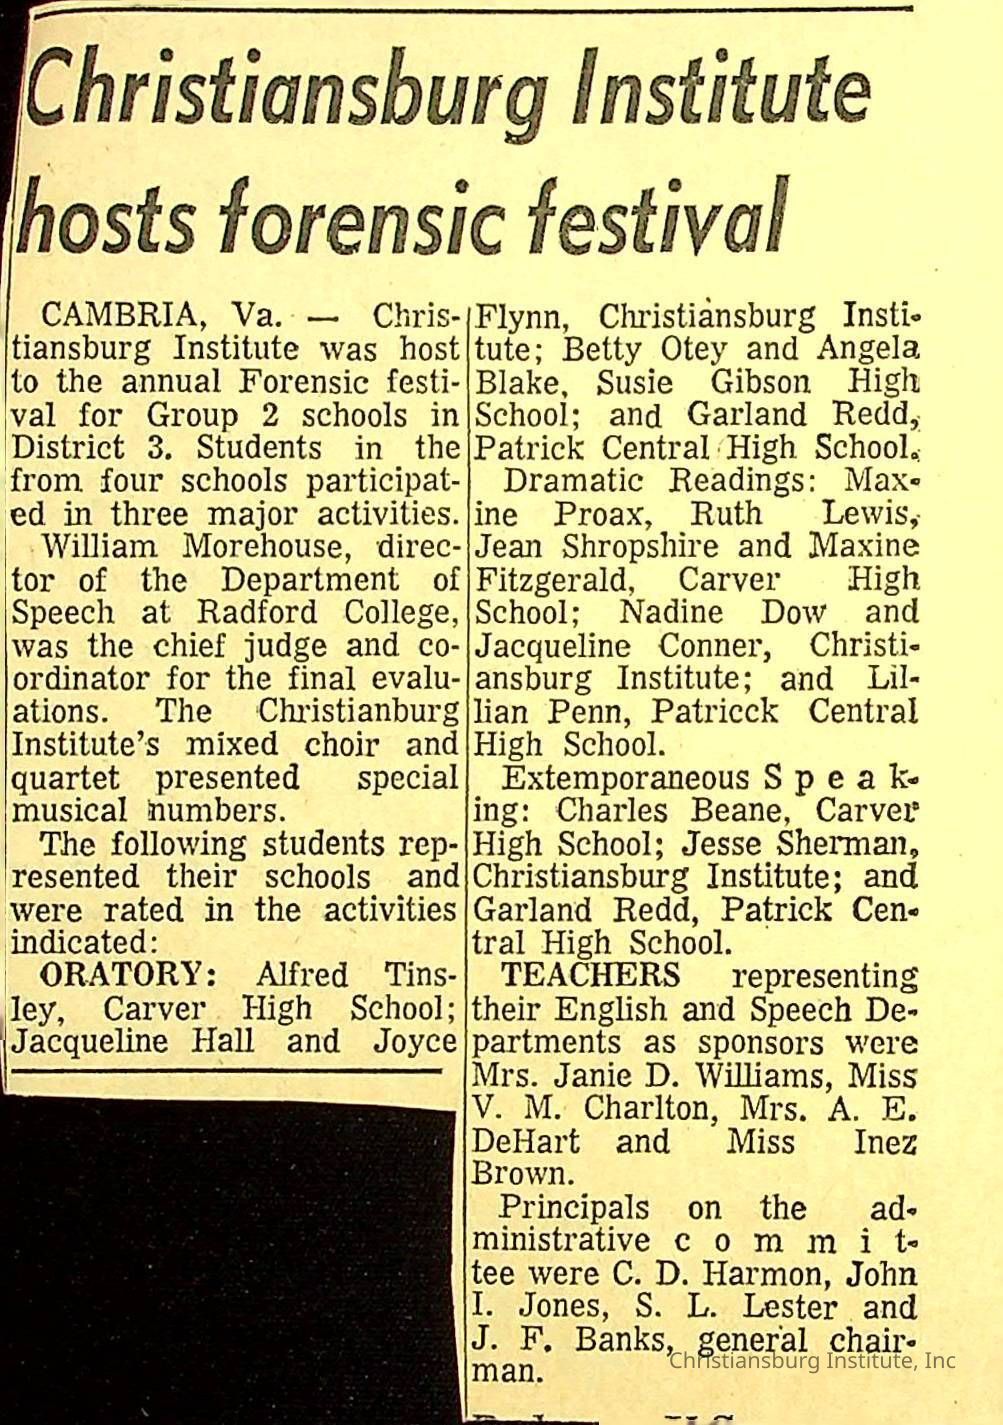 Christiansburg Institute
hosts forensic festival
CAMBRIA, Va. — Chris-
tiansburg Institute was host
to the annual Forensic festi-
val for Group 2 schools in
District 3. Students in the
from four schools participat-
ed in three major activities.
William Morehouse, direc-
tor of the Department of
Speech at Radford College,
was the chief judge and co-
ordinator for the final evalu-
ations. The Christianburg
Institute's mixed choir and
quartet presented special
musical numbers.
The following students rep-
resented their schools and
were rated in the activities
indicated:
ORATORY: Alfred Tins-
ley, Carver High School;
Jacqueline Hall and Joyce
Flynn, Christiansburg Insti-
tute; Betty Otey and Angela
Blake, Susie Gibson High
School; and Garland Redd,
Patrick Central High School.
Dramatic Readings: Max-
ine Proax, Ruth Lewis,
Jean Shropshire and Maxine
Fitzgerald, Carver High
School; Nadine Dow and
Jacqueline Conner, Christi-
ansburg Institute; and Lil-
lian Penn, Patricck Central
High School.
Extemporaneous S p e a k-
ing: Charles Beane, Carver
High School; Jesse Sherman,
Christiansburg Institute; and
Garland Redd, Patrick Cen-
tral High School.
TEACHERS representing
their English and Speech De-
partments as sponsors were
Mrs. Janie D. Williams, Miss
V. M. Charlton, Mrs. A. E.
DeHart and Miss Inez
Brown.
Principals on the ad-
ministrative c o m m i t-
tee were C. D. Harmon, John
I. Jones, S. L. Lester and
J. F. Banks, general chair-
man.
Christiansburg Institute, Inc